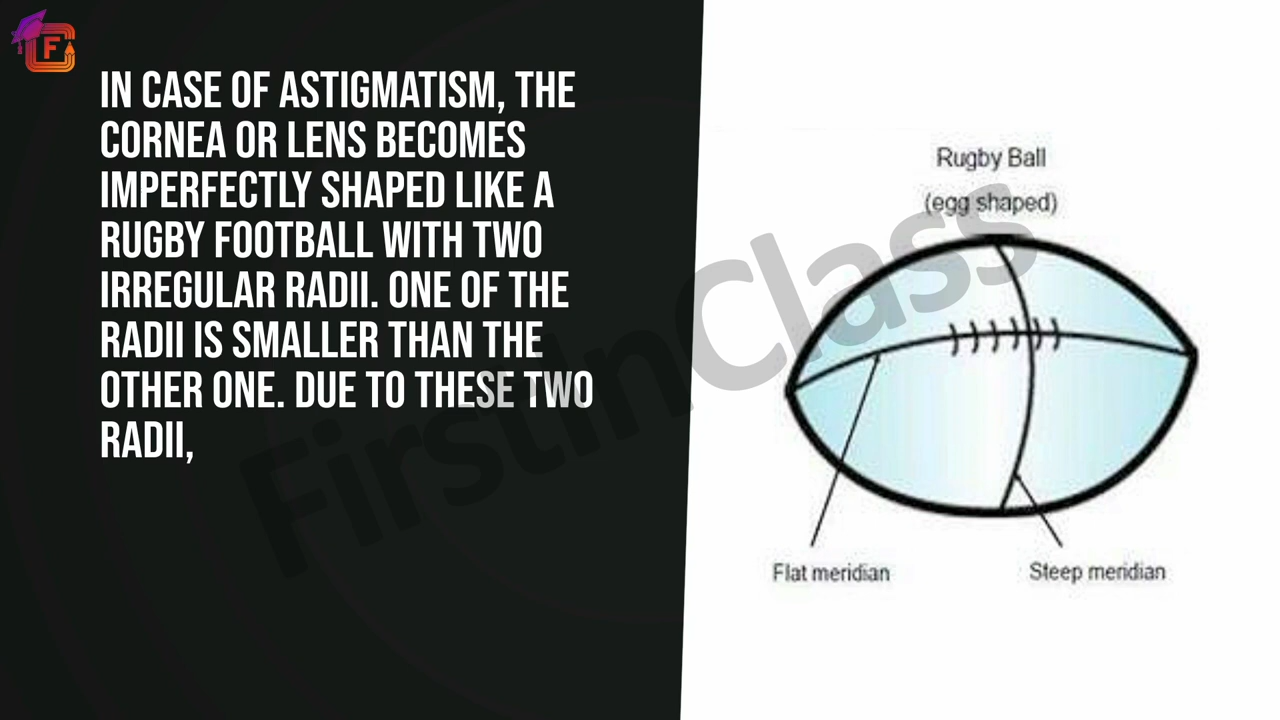 F
IN CASE OF ASTIGMATISM, THE
CORNEA OR LENS BECOMES
IMPERFECTLY SHAPED LIKE A
RUGBY FOOTBALL WITH TWO
IRREGULAR RADII. ONE OF THE
RADII IS SMALLER THAN THE
OTHER ONE. DUE TO THESE TWO
RADII,
Rugby Ball
(egg shaped)
Flat meridian
Steep meridian
FirstInClass